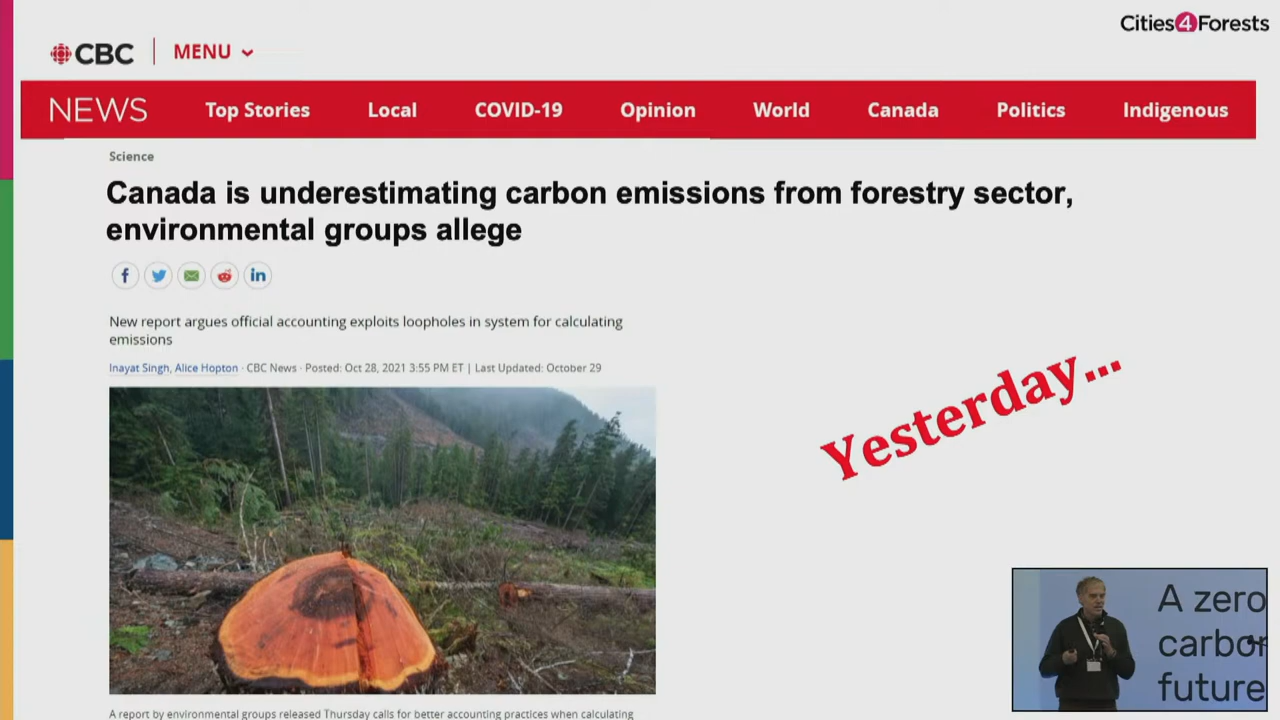 Cities4Forests
CBC MENU
NEWS Top Stories Local COVID-19 Opinion World Canada Politics Indigenous
Science
Canada is underestimating carbon emissions from forestry sector,
environmental groups allege
New report argues official accounting exploits loopholes in system for calculating
emissions
Inayat Singh, Alice Hopton · CBC News · Posted: Oct 28, 2021 3:55 PM ET | Last Updated: October 29
Yesterday...
A report by environmental groups released Thursday calls for better accounting practices when calculating
A zero
carbon
future